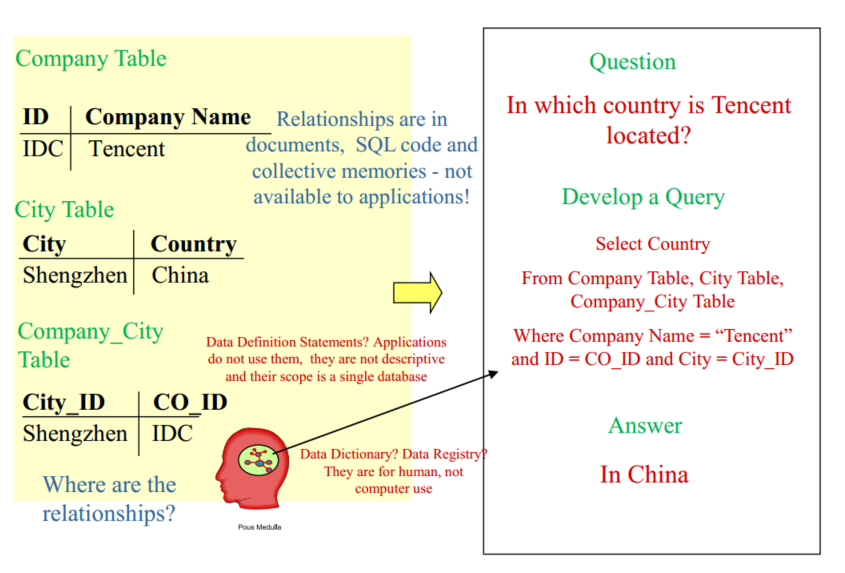 Company Table
ID Company Name
IDC Tencent
Relationships are in
documents, SQL code and
collective memories - not
available to applications!
City Table
City Country
Shengzhen China
Company_City
Table
City_ID CO_ID
Shengzhen IDC
Where are the
relationships?
Data Definition Statements? Applications
do not use them, they are not descriptive
and their scope is a single database
Data Dictionary? Data Registry?
They are for human, not
computer use
Pous Medulla
Question
In which country is Tencent
located?
Develop a Query
Select Country
From Company Table, City Table,
Company_City Table
Where Company Name = “Tencent”
and ID = CO_ID and City = City_ID
Answer
In China